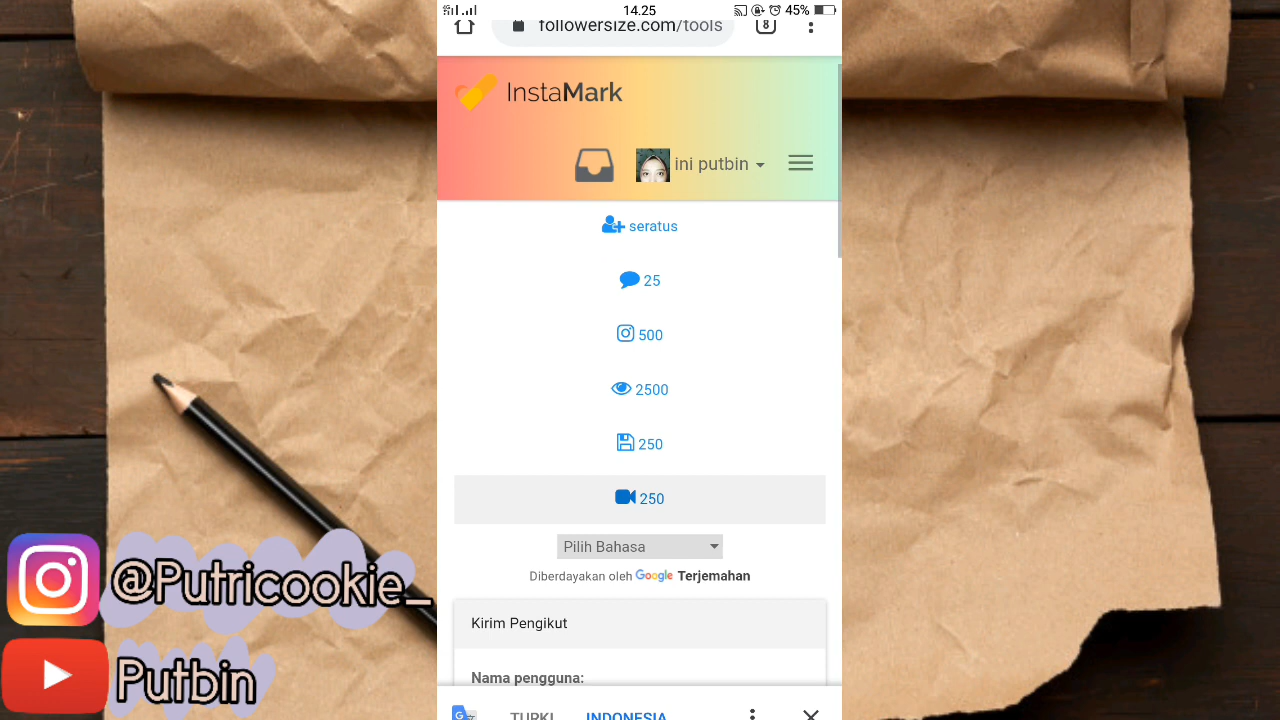 14.25
45%
followersize.com/tools
8
InstaMark
ini putbin
seratus
25
500
2500
250
250
Pilih Bahasa
Diberdayakan oleh Google Terjemahan
Kirim Pengikut
Nama pengguna:
TURKI INDONESIA
@Putricookie_
Putbin